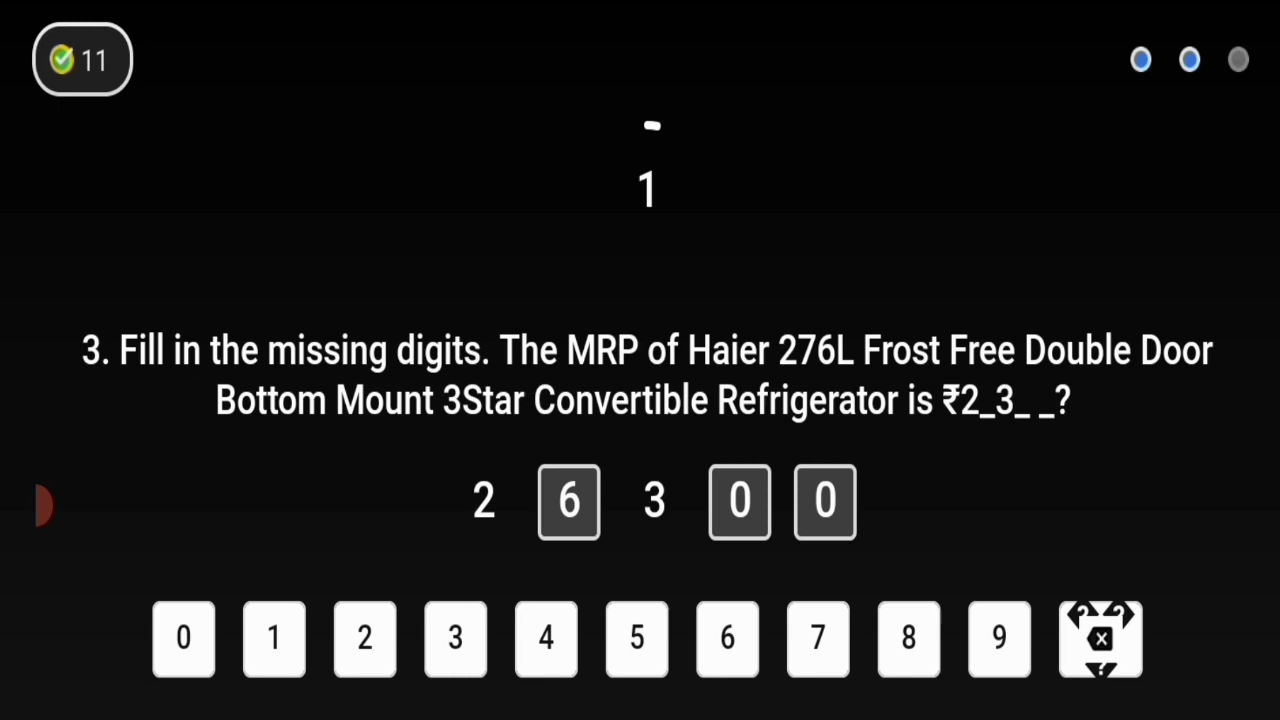 11
1
3. Fill in the missing digits. The MRP of Haier 276L Frost Free Double Door
Bottom Mount 3Star Convertible Refrigerator is ₹2_3_ _?
2 6 3 0 0
0 1 2 3 4 5 6 7 8 9